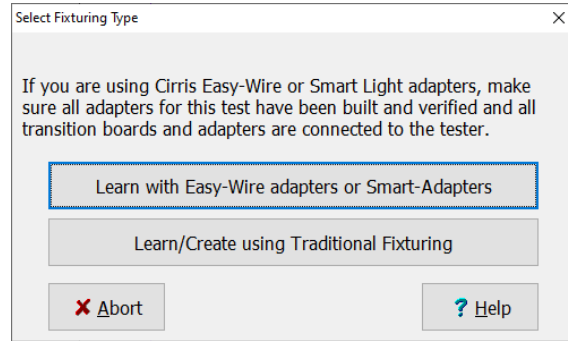 Select Fixturing Type
If you are using Cirris Easy-Wire or Smart Light adapters, make
sure all adapters for this test have been built and verified and all
transition boards and adapters are connected to the tester.
Learn with Easy-Wire adapters or Smart-Adapters
Learn/Create using Traditional Fixturing
Abort
? Help